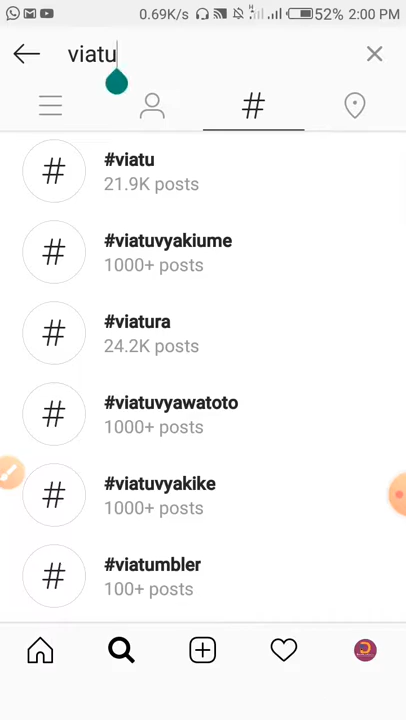 0.69K/s H 52% 2:00 PM
viatu
#viatu
21.9K posts
#viatuvyakiume
1000+ posts
#viatura
24.2K posts
#viatuvyawatoto
1000+ posts
#viatuvyakike
1000+ posts
#viatumbler
100+ posts